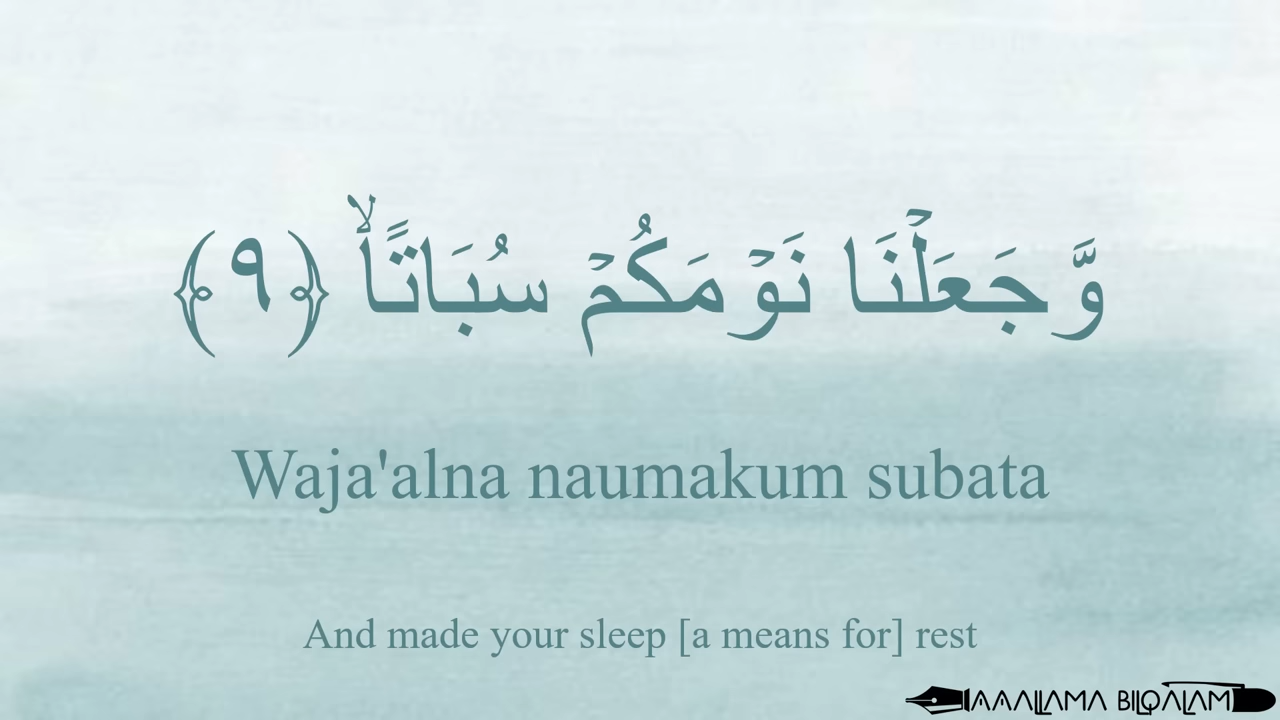 وَّجَعَلۡنَا نَوۡمَكُمۡ سُبَاتًاۙ ﴿٩﴾
Waja'alna naumakum subata
And made your sleep [a means for] rest
AAALLAMA BILQALAM